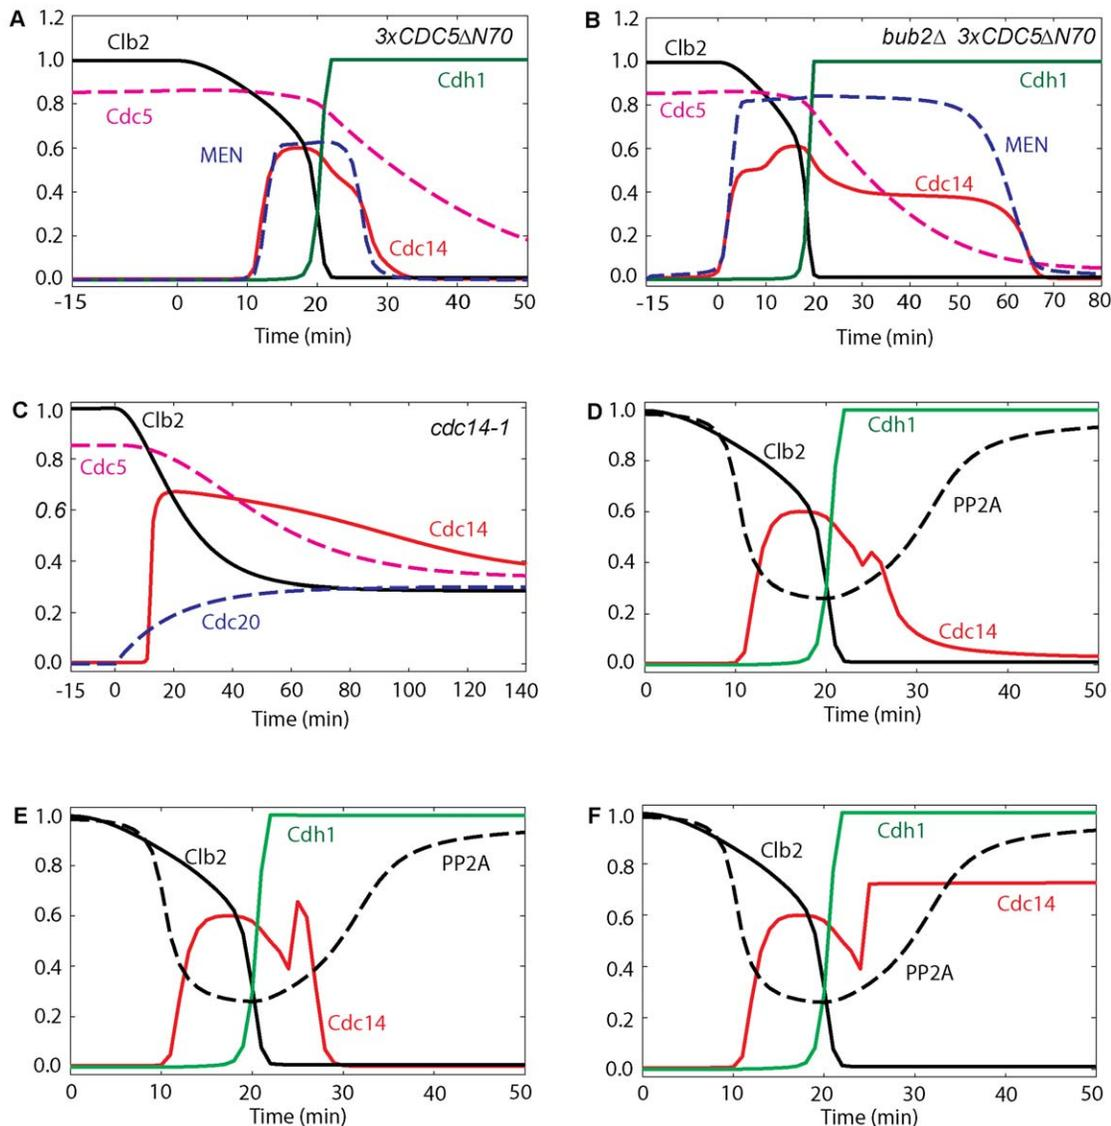 A
1.2
3xCDC5ΔN70
Clb2
1.0
Cdh1
0.8
Cdc5
MEN
0.6
0.4
Cdc14
0.2
0.0
-15 0 10 20 30 40 50
Time (min)
B
1.2
bub2Δ 3xCDC5ΔN70
Clb2
1.0
Cdh1
0.8
Cdc5
MEN
0.6
0.4
Cdc14
0.2
0.0
-15 0 10 20 30 40 50 60 70 80
Time (min)
C
1.0
Clb2
cdc14-1
Cdc5
0.8
0.6
Cdc14
0.4
0.2
Cdc20
0.0
-15 0 20 40 60 80 100 120 140
Time (min)
D
1.0
Cdh1
Clb2
0.8
PP2A
0.6
0.4
0.2
Cdc14
0.0
0 10 20 30 40 50
Time (min)
E
1.0
Cdh1
Clb2
PP2A
0.8
0.6
0.4
0.2
Cdc14
0.0
0 10 20 30 40 50
Time (min)
F
1.0
Cdh1
Clb2
0.8
Cdc14
0.6
0.4
PP2A
0.2
0.0
0 10 20 30 40 50
Time (min)